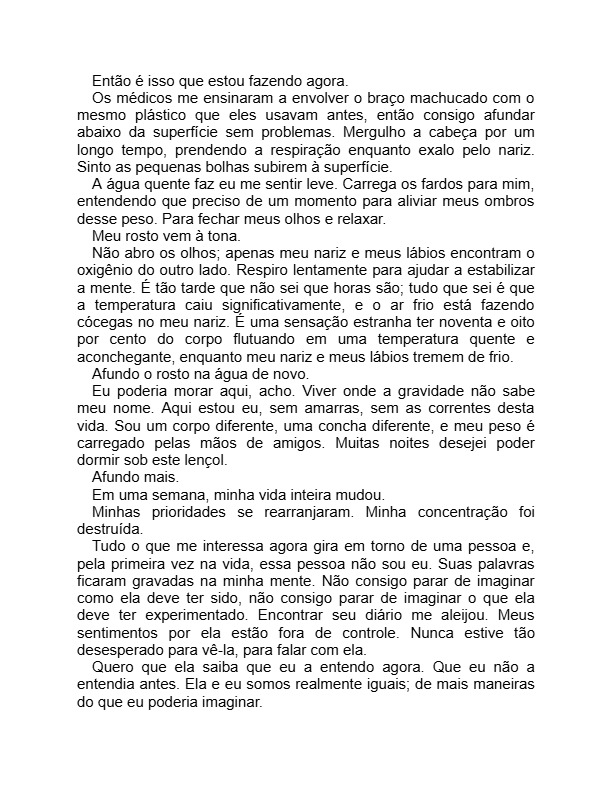 Então é isso que estou fazendo agora.
Os médicos me ensinaram a envolver o braço machucado com o
mesmo plástico que eles usavam antes, então consigo afundar
abaixo da superfície sem problemas. Mergulho a cabeça por um
longo tempo, prendendo a respiração enquanto exalo pelo nariz.
Sinto as pequenas bolhas subirem à superfície.
A água quente faz eu me sentir leve. Carrega os fardos para mim,
entendendo que preciso de um momento para aliviar meus ombros
desse peso. Para fechar meus olhos e relaxar.
Meu rosto vem à tona.
Não abro os olhos; apenas meu nariz e meus lábios encontram o
oxigênio do outro lado. Respiro lentamente para ajudar a estabilizar
a mente. É tão tarde que não sei que horas são; tudo que sei é que
a temperatura caiu significativamente, e o ar frio está fazendo
cócegas no meu nariz. É uma sensação estranha ter noventa e oito
por cento do corpo flutuando em uma temperatura quente e
aconchegante, enquanto meu nariz e meus lábios tremem de frio.
Afundo o rosto na água de novo.
Eu poderia morar aqui, acho. Viver onde a gravidade não sabe
meu nome. Aqui estou eu, sem amarras, sem as correntes desta
vida. Sou um corpo diferente, uma concha diferente, e meu peso é
carregado pelas mãos de amigos. Muitas noites desejei poder
dormir sob este lençol.
Afundo mais.
Em uma semana, minha vida inteira mudou.
Minhas prioridades se rearranjaram. Minha concentração foi
destruída.
Tudo o que me interessa agora gira em torno de uma pessoa e,
pela primeira vez na vida, essa pessoa não sou eu. Suas palavras
ficaram gravadas na minha mente. Não consigo parar de imaginar
como ela deve ter sido, não consigo parar de imaginar o que ela
deve ter experimentado. Encontrar seu diário me aleijou. Meus
sentimentos por ela estão fora de controle. Nunca estive tão
desesperado para vê-la, para falar com ela.
Quero que ela saiba que eu a entendo agora. Que eu não a
entendia antes. Ela e eu somos realmente iguais; de mais maneiras
do que eu poderia imaginar.